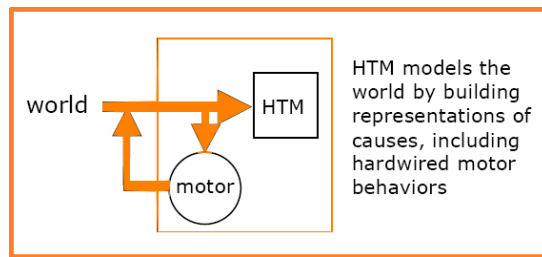 world
HTM
motor
HTM models the
world by building
representations of
causes, including
hardwired motor
behaviors